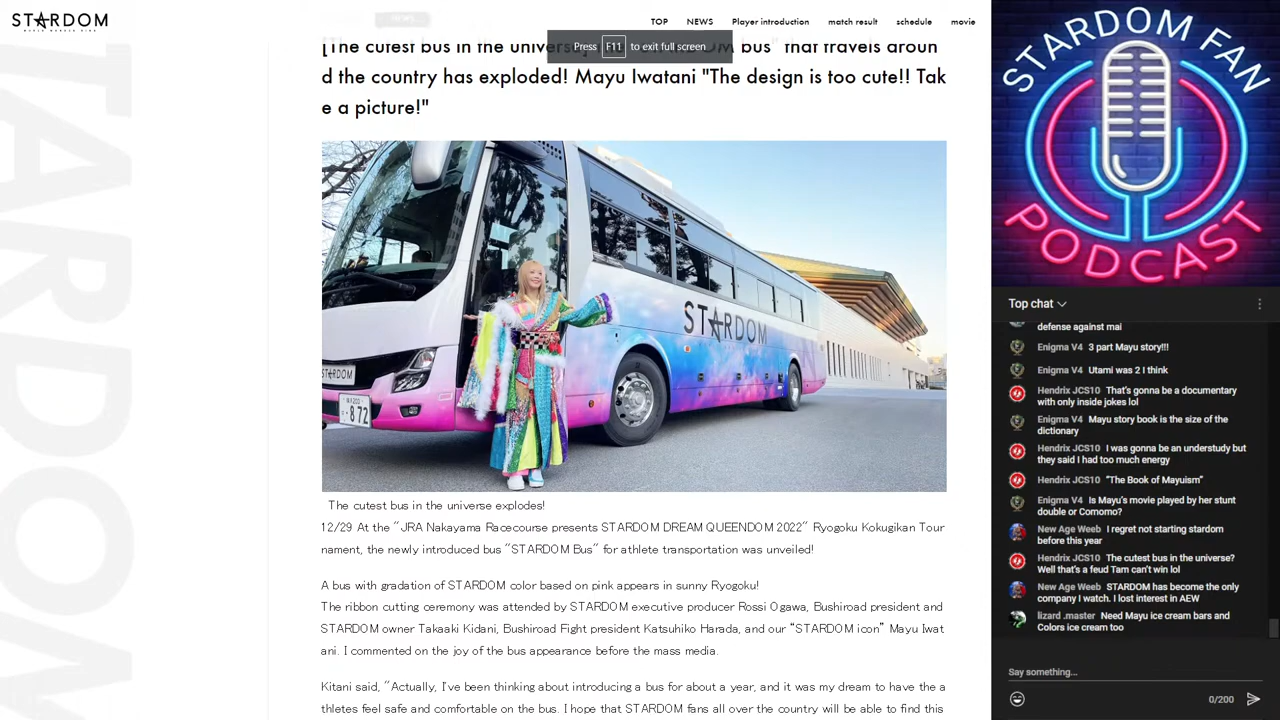 STARDOM
WORLD WONDER RING
NEWS
TOP
NEWS
Player introduction
match result
schedule
movie
Press F11 to exit full screen
[The cutest bus in the univers
bus" that travels aroun
d the country has exploded! Mayu Iwatani "The design is too cute!! Tak
e a picture!"
STARDOM
STARDOM
872
The cutest bus in the universe explodes!
12/29 At the "JRA Nakayama Racecourse presents STARDOM DREAM QUEENDOM 2022" Ryogoku Kokugikan Tour
nament, the newly introduced bus "STARDOM Bus" for athlete transportation was unveiled!
A bus with gradation of STARDOM color based on pink appears in sunny Ryogoku!
The ribbon cutting ceremony was attended by STARDOM executive producer Rossi Ogawa, Bushiroad president and
STARDOM owner Takaaki Kidani, Bushiroad Fight president Katsuhiko Harada, and our "STARDOM icon" Mayu Iwat
ani. I commented on the joy of the bus appearance before the mass media.
Kitani said, "Actually, I've been thinking about introducing a bus for about a year, and it was my dream to have the a
thletes feel safe and comfortable on the bus. I hope that STARDOM fans all over the country will be able to find this
TARDOM
STARDOM FAN
PODCAST
Top chat
defense against mai
Enigma V4 3 part Mayu story!!!
Enigma V4 Utami was 2 I think
Hendrix JCS10 That's gonna be a documentary
with only inside jokes lol
Enigma V4 Mayu story book is the size of the
dictionary
Hendrix JCS10 I was gonna be an understudy but
they said I had too much energy
Hendrix JCS10 "The Book of Mayuism"
Enigma V4 Is Mayu's movie played by her stunt
double or Comomo?
New Age Weeb I regret not starting stardom
before this year
Hendrix JCS10 The cutest bus in the universe?
Well that's a feud Tam can't win lol
New Age Weeb STARDOM has become the only
company I watch. I lost interest in AEW
lizard .master Need Mayu ice cream bars and
Colors ice cream too
Say something...
0/200